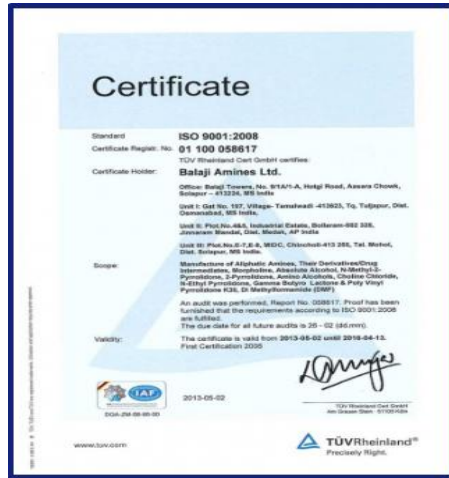 Certificate
Standard ISO 9001:2008
Certificate Registr. No. 01 100 058617
TÜV Rheinland Cert GmbH certifies:
Certificate Holder: Balaji Amines Ltd.
Office: Balaji Towers, No. 9/1A/1-A, Hotgi Road, Aasara Chowk,
Solapur – 413224, MS India
Unit I: Gat No. 197, Village- Tamalwadi -413623, Tq. Tuljapur, Dist.
Osmanabad, MS India,
Unit II: Plot.No.4&5, Industrial Estate, Bollaram-502 325,
Jinnaram Mandal, Dist. Medak, AP India
Unit III: Plot.No.E-7,E-8, MIDC, Chincholi-413 255, Tal. Mohol,
Dist. Solapur, MS India.
Scope: Manufacture of Aliphatic Amines, Their Derivatives/Drug
Intermediates, Morpholine, Absolute Alcohol, N-Methyl-2-
Pyrrolidone, 2-Pyrrolidone, Amino Alcohols, Choline Chloride,
N-Ethyl Pyrrolidone, Gamma Butyro Lactone & Poly Vinyl
Pyrrolidone K30, Di Methylformamide (DMF)
An audit was performed, Report No. 058617. Proof has been
furnished that the requirements according to ISO 9001:2008
are fulfilled.
The due date for all future audits is 26 - 02 (dd.mm).
Validity: The certificate is valid from 2013-05-02 until 2016-04-13.
First Certification 2006
2013-05-02
IAF
TÜV Rheinland Cert GmbH
Am Grauen Stein · 51105 Köln
www.tuv.com
TÜVRheinland®
Precisely Right.